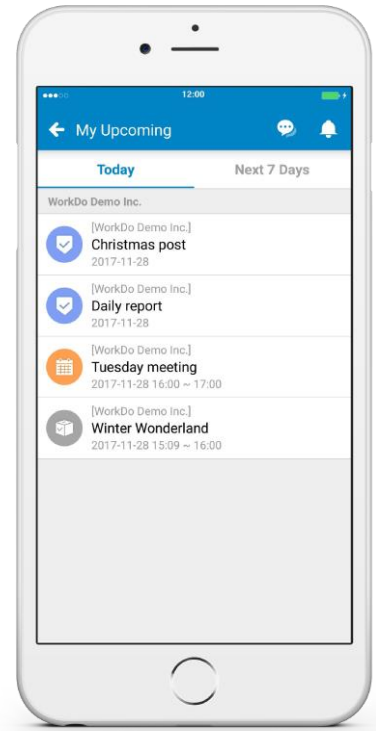 12:00
My Upcoming
Today Next 7 Days
WorkDo Demo Inc.
[WorkDo Demo Inc.]
Christmas post
2017-11-28
[WorkDo Demo Inc.]
Daily report
2017-11-28
[WorkDo Demo Inc.]
Tuesday meeting
2017-11-28 16:00 ~ 17:00
[WorkDo Demo Inc.]
Winter Wonderland
2017-11-28 15:09 ~ 16:00